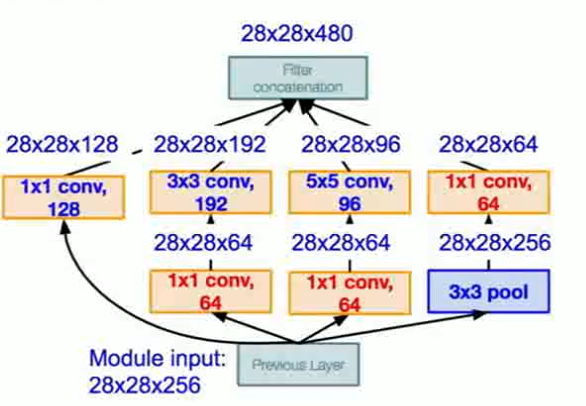 28x28x480
Filter
concatenation
28x28x128
28x28x192
28x28x96
28x28x64
1x1 conv,
128
3x3 conv,
192
5x5 conv,
96
1x1 conv,
64
28x28x64
28x28x64
28x28x256
1x1 conv,
64
1x1 conv,
64
3x3 pool
Module input:
28x28x256
Previous Layer